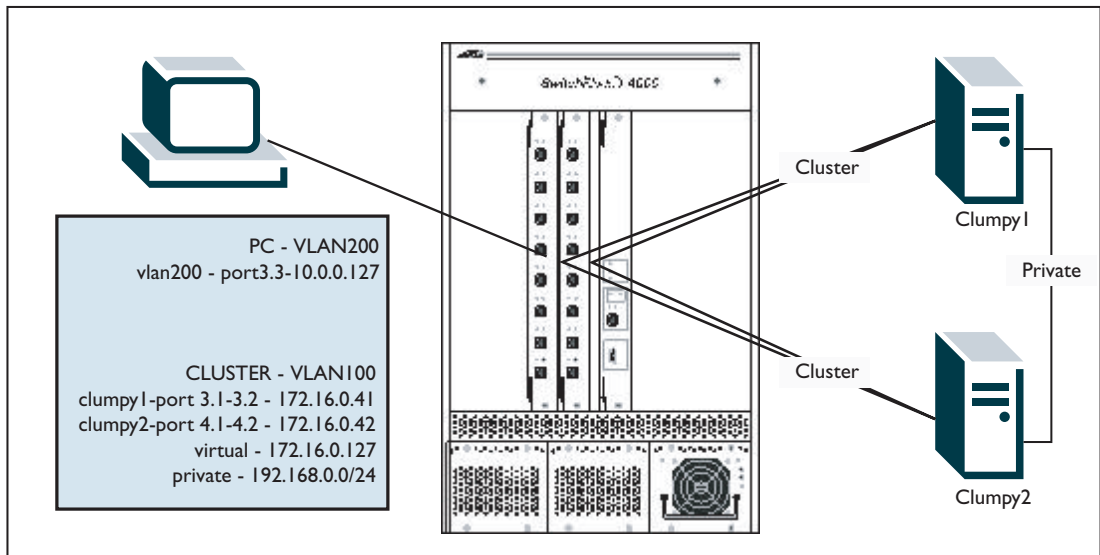 PC - VLAN200
vlan200 - port3.3-10.0.0.127
CLUSTER - VLAN100
clumpy1-port 3.1-3.2 - 172.16.0.41
clumpy2-port 4.1-4.2 - 172.16.0.42
virtual - 172.16.0.127
private - 192.168.0.0/24
Cluster
Cluster
Clumpy1
Private
Clumpy2